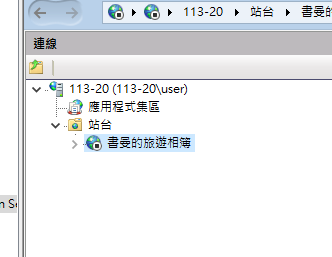 113-20
站台
書曼的
連線
113-20 (113-20\user)
應用程式集區
站台
書曼的旅遊相簿